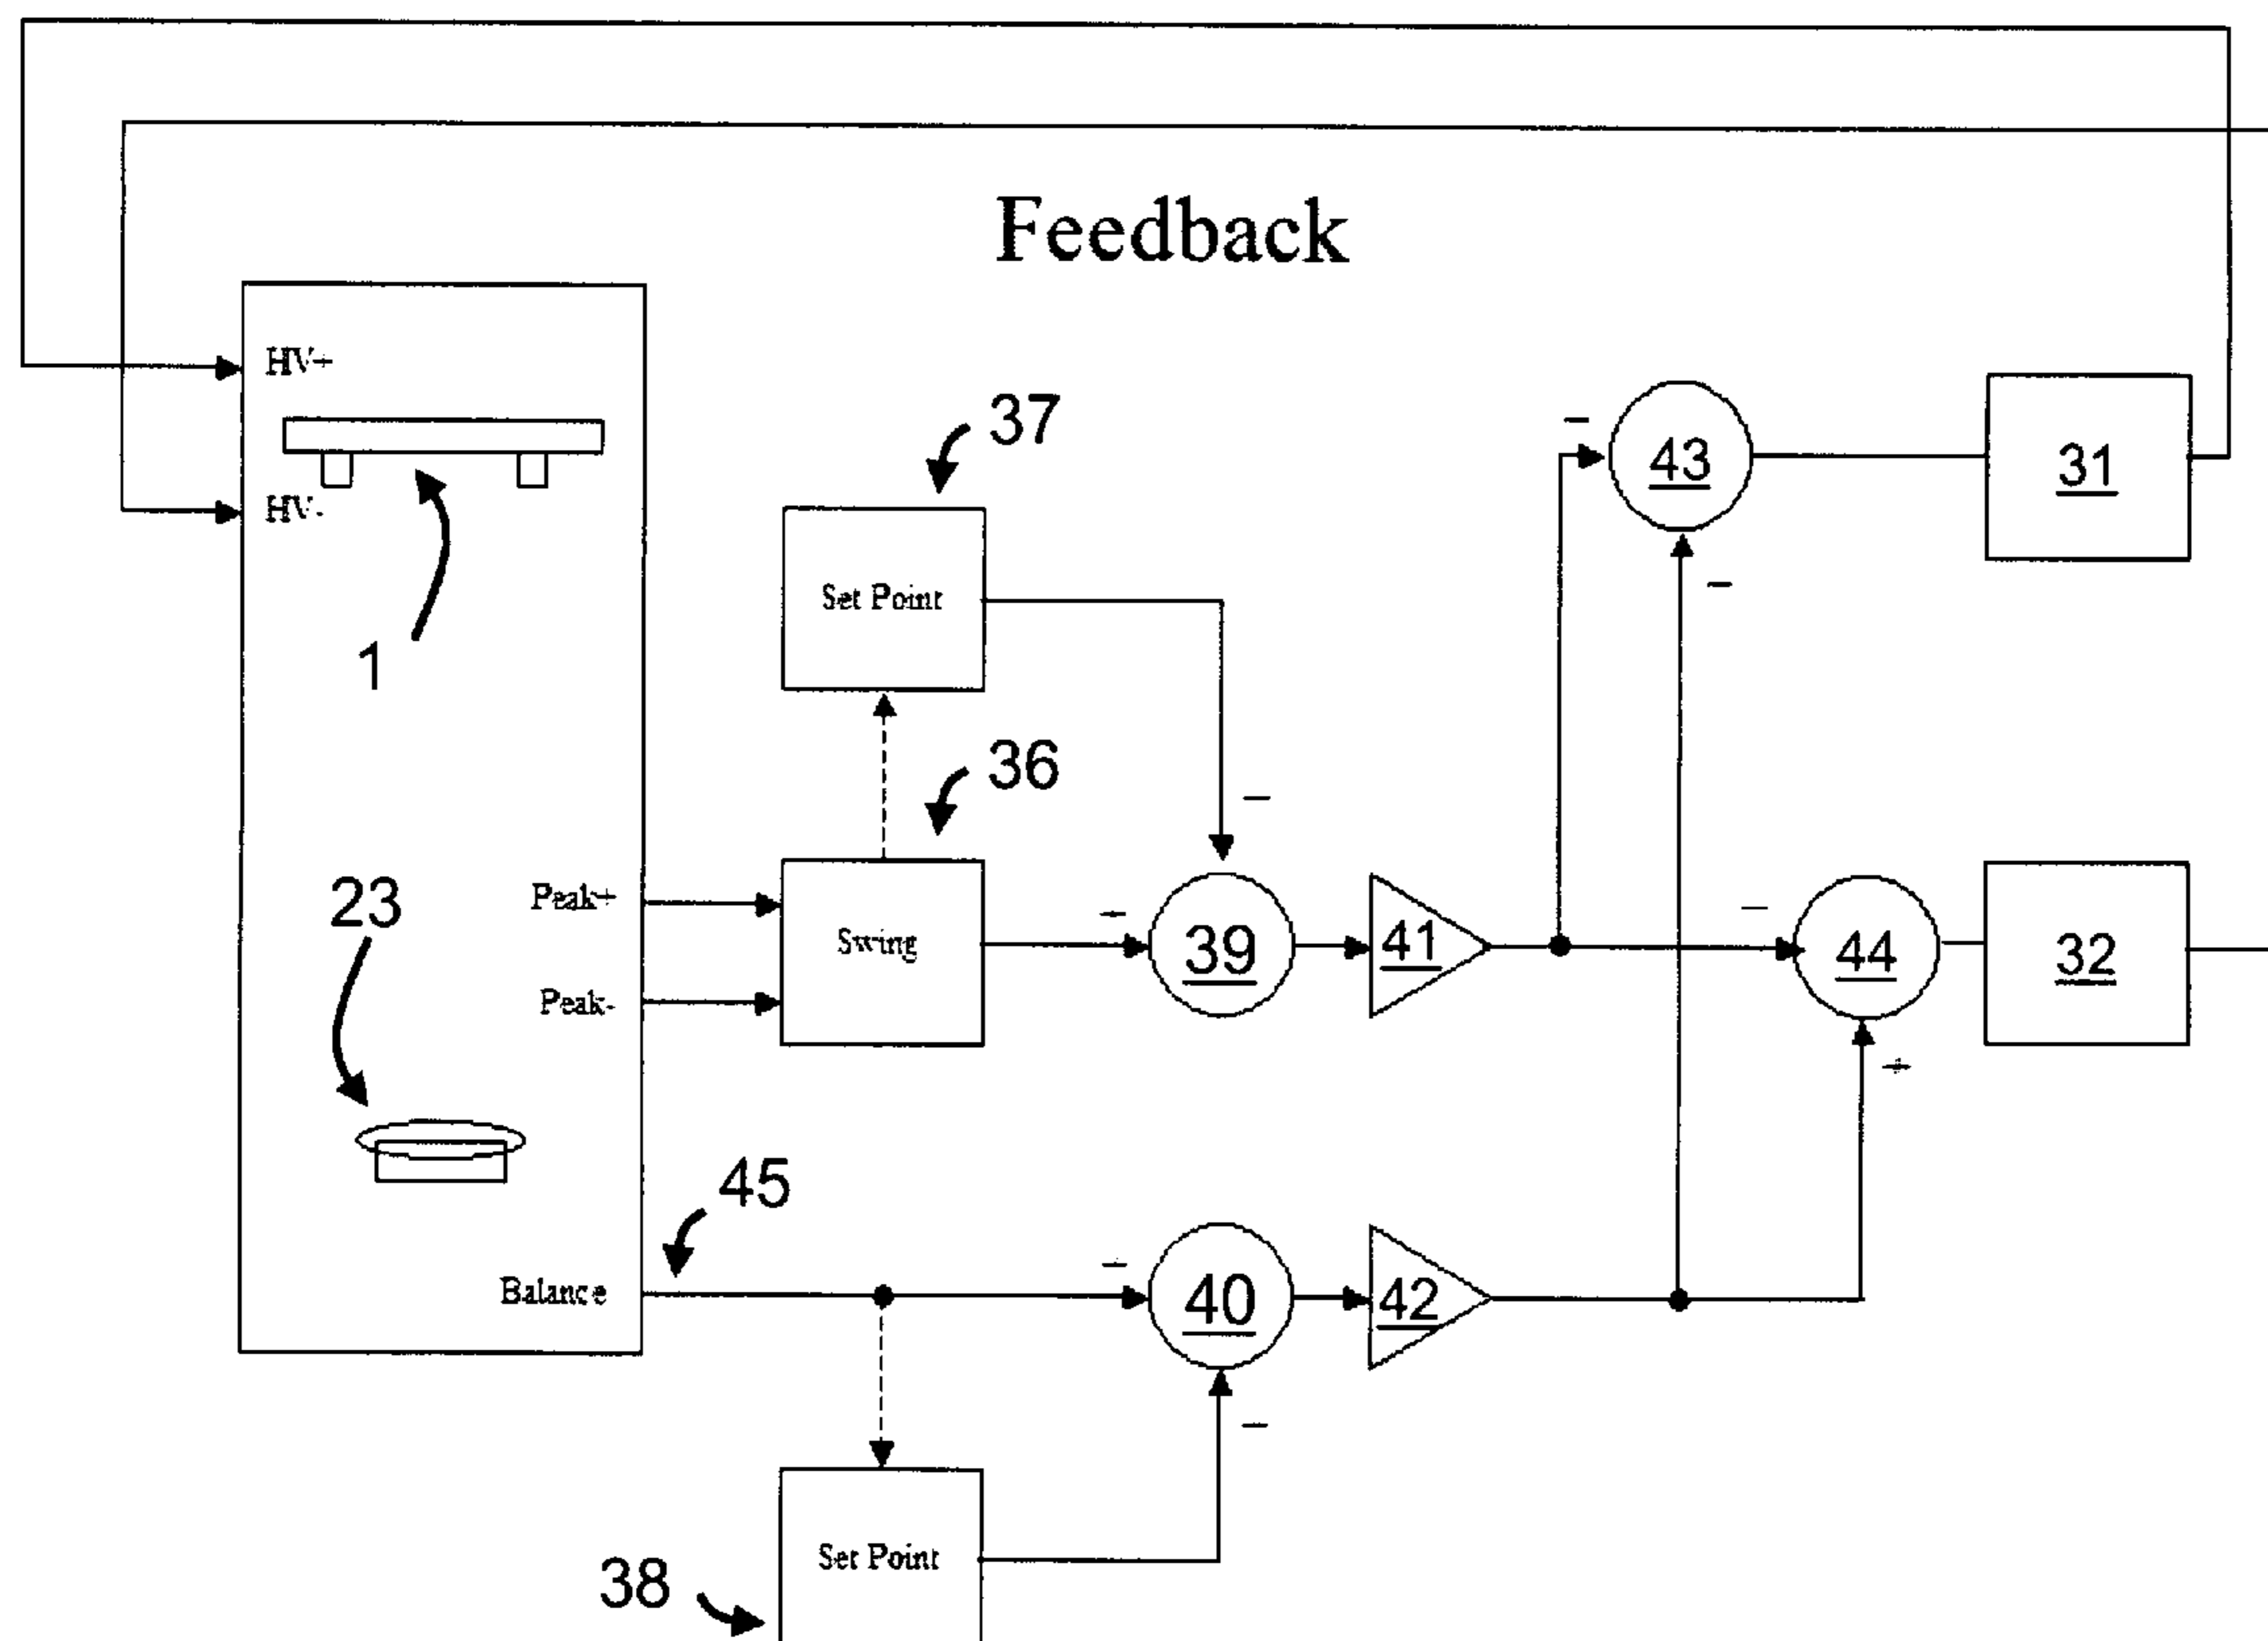 Feedback
HV+
HV-
1
37
43
31
Set Point
36
23
Peak+
Swing
39
41
44
32
Peak-
45
Balance
40
42
38
Set Point
−
−
−
+
−
+
+
−